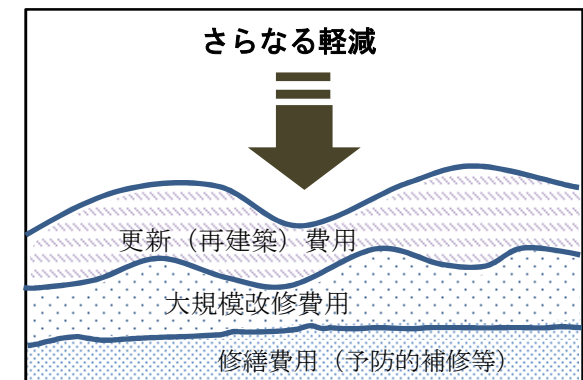 さらなる軽減
更新（再建築）費用
大規模改修費用
修繕費用（予防的補修等）